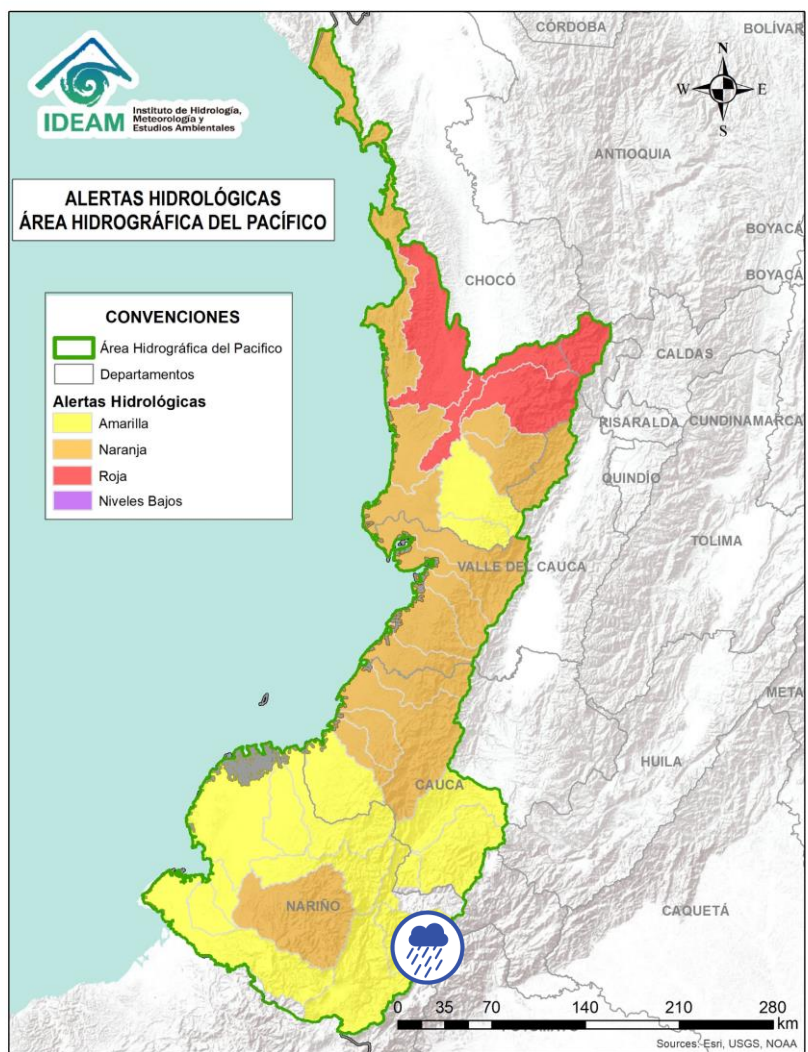 CÓRDOBA
BOLÍVAR
IDEAM
Instituto de Hidrología,
Meteorología y
Estudios Ambientales
N
W
E
S
ANTIOQUIA
ALERTAS HIDROLÓGICAS
ÁREA HIDROGRÁFICA DEL PACÍFICO
BOYACÁ
BOYACÁ
CHOCÓ
CONVENCIONES
Área Hidrográfica del Pacifico
Departamentos
Alertas Hidrológicas
Amarilla
Naranja
Roja
Niveles Bajos
CALDAS
RISARALDA
CUNDINAMARCA
QUINDÍO
TOLIMA
VALLE DEL CAUCA
META
HUILA
CAUCA
NARIÑO
CAQUETÁ
0 35 70 140 210 280
km
Sources: Esri, USGS, NOAA